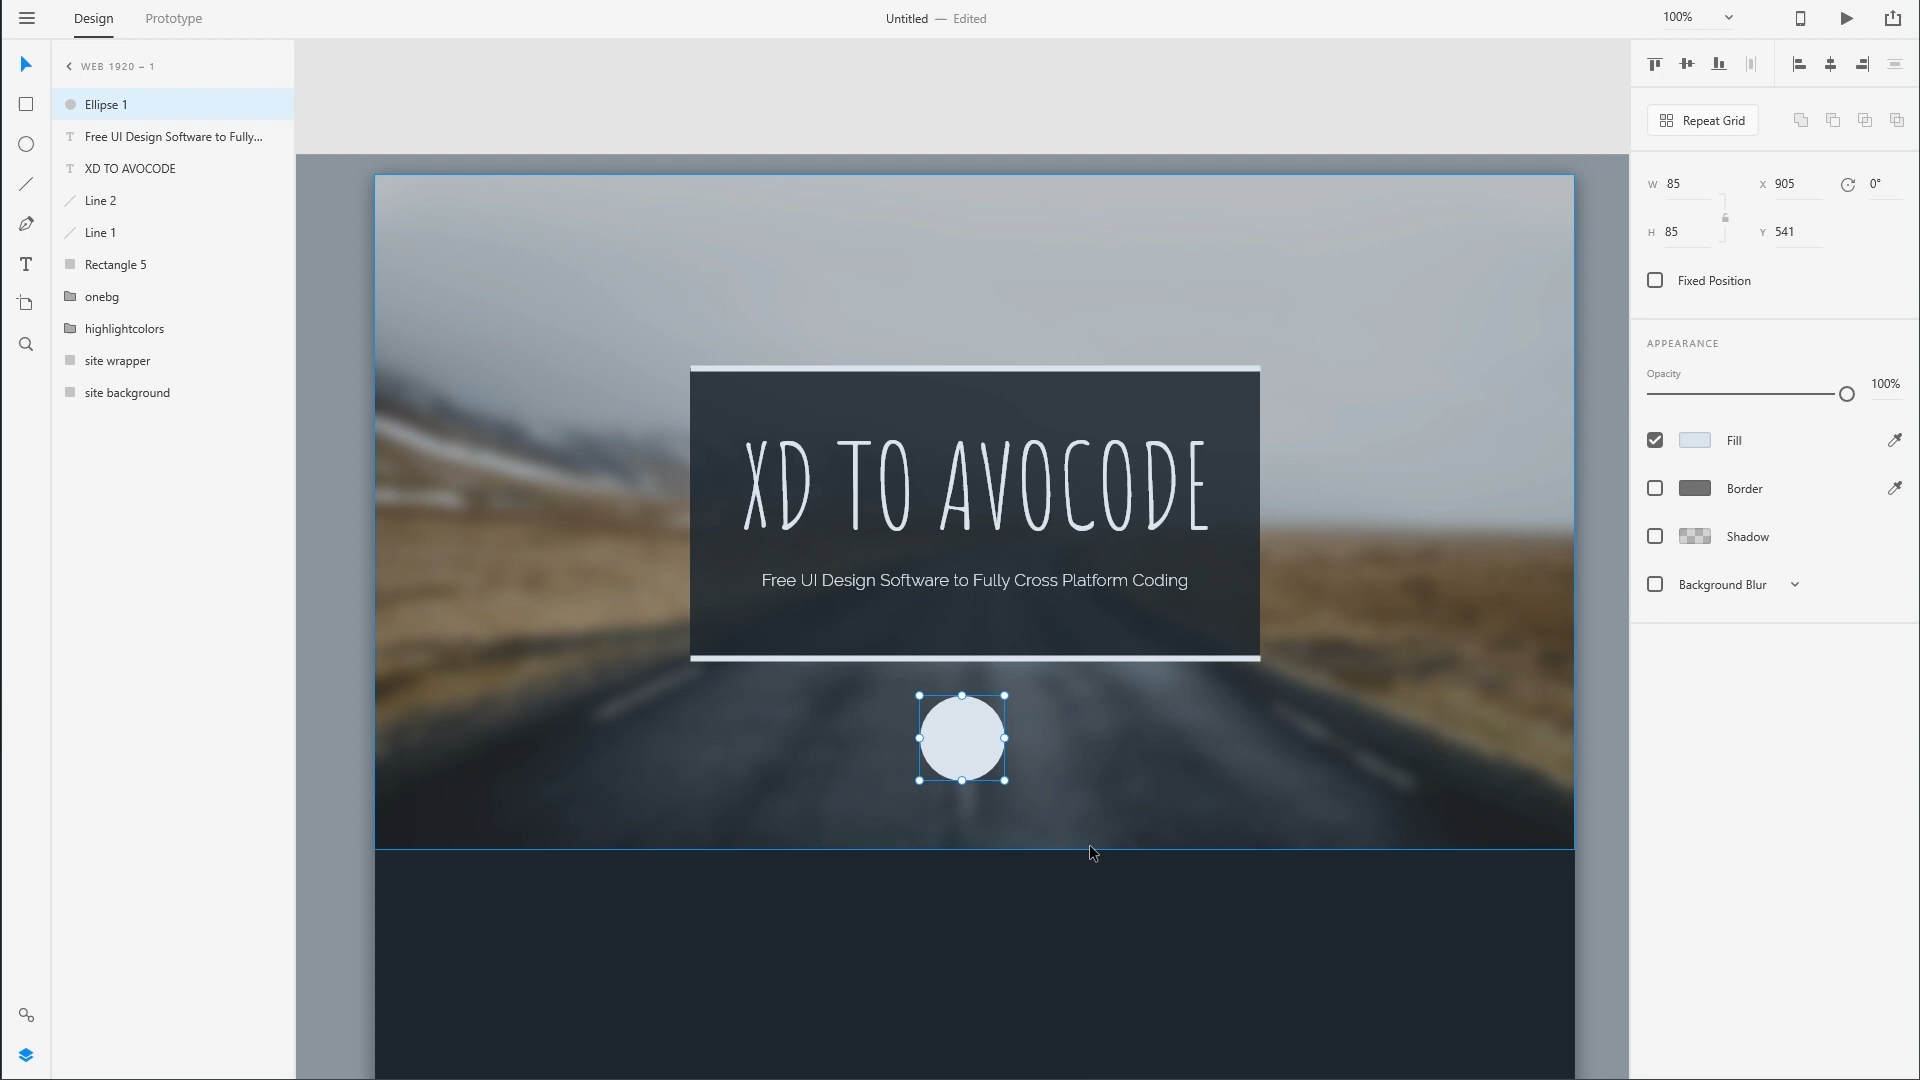 Design
Prototype
Untitled — Edited
100%
WEB 1920 – 1
Ellipse 1
Free UI Design Software to Fully...
XD TO AVOCODE
Line 2
Line 1
Rectangle 5
onebg
highlightcolors
site wrapper
site background
XD TO AVOCODE
Free UI Design Software to Fully Cross Platform Coding
Repeat Grid
W 85 X 905 0°
H 85 Y 541
Fixed Position
APPEARANCE
Opacity
100%
Fill
Border
Shadow
Background Blur